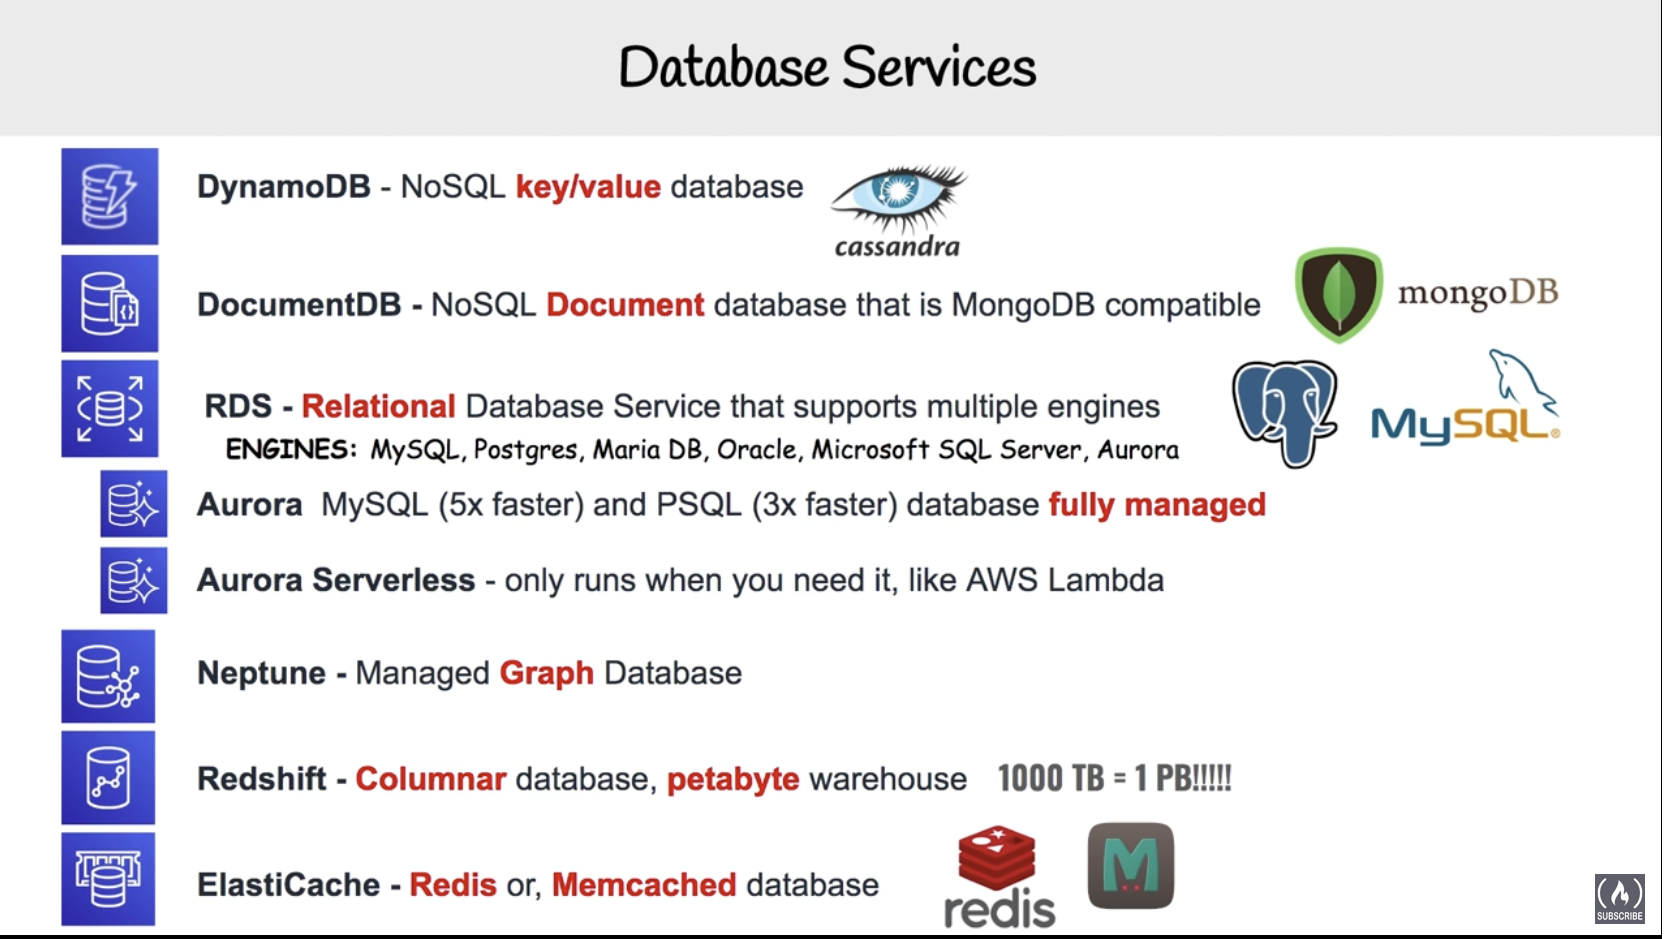 Database Services
DynamoDB - NoSQL key/value database
cassandra
DocumentDB - NoSQL Document database that is MongoDB compatible
mongoDB
RDS - Relational Database Service that supports multiple engines
ENGINES: MySQL, Postgres, Maria DB, Oracle, Microsoft SQL Server, Aurora
MySQL®
Aurora MySQL (5x faster) and PSQL (3x faster) database fully managed
Aurora Serverless - only runs when you need it, like AWS Lambda
Neptune - Managed Graph Database
Redshift - Columnar database, petabyte warehouse
1000 TB = 1 PB!!!!!
ElastiCache - Redis or, Memcached database
redis
M
SUBSCRIBE